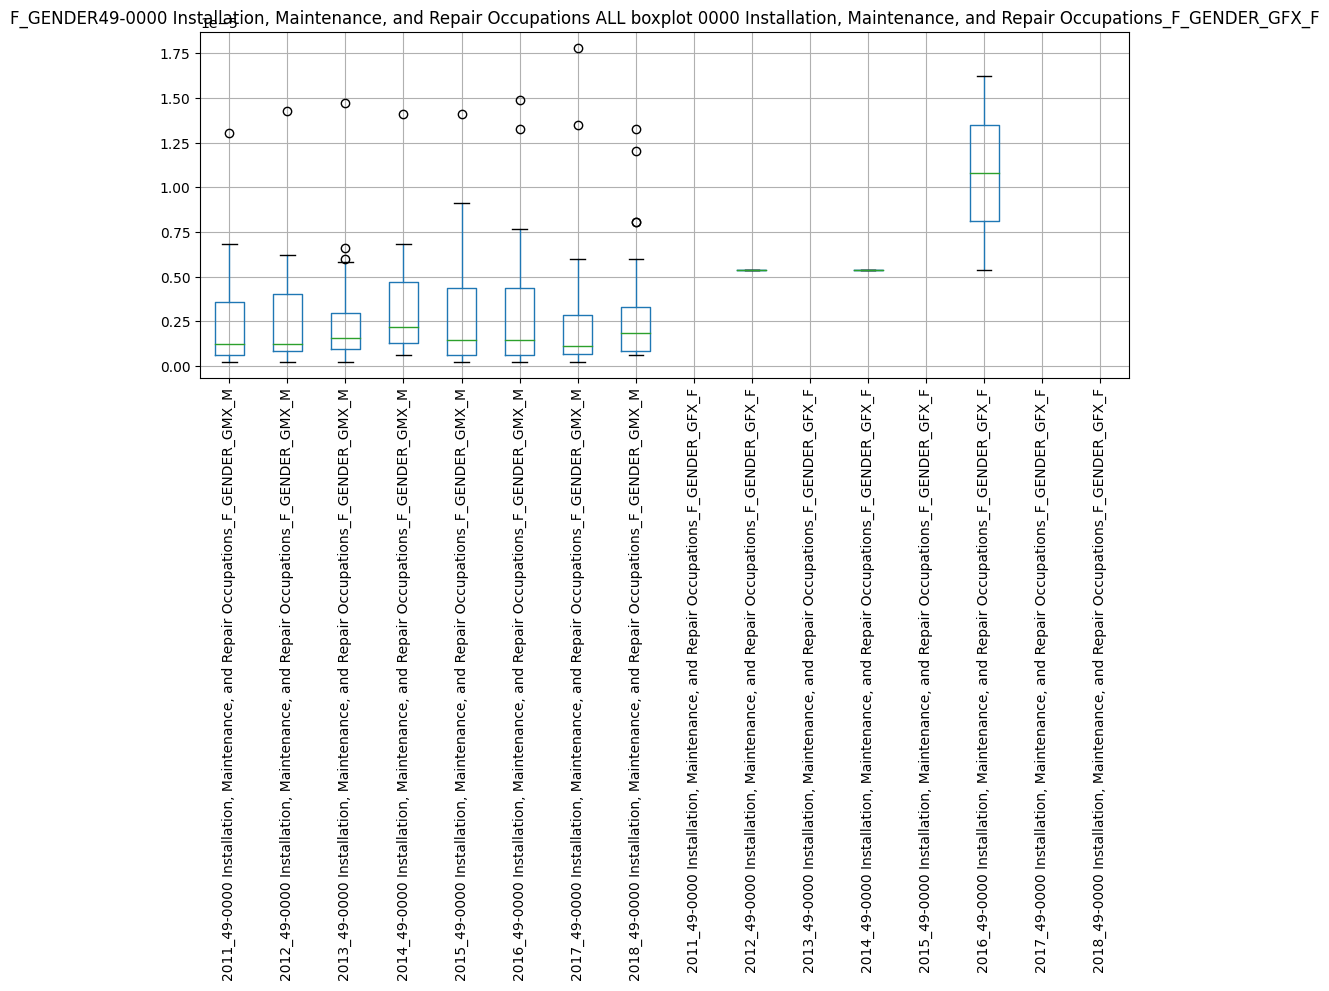 F_GENDER49-0000 Installation, Maintenance, and Repair Occupations ALL boxplot 0000 Installation, Maintenance, and Repair Occupations_F_GENDER_GFX_F
1e−5
1.75
1.50
1.25
1.00
0.75
0.50
0.25
0.00
2011_49-0000 Installation, Maintenance, and Repair Occupations_F_GENDER_GMX_M
2012_49-0000 Installation, Maintenance, and Repair Occupations_F_GENDER_GMX_M
2013_49-0000 Installation, Maintenance, and Repair Occupations_F_GENDER_GMX_M
2014_49-0000 Installation, Maintenance, and Repair Occupations_F_GENDER_GMX_M
2015_49-0000 Installation, Maintenance, and Repair Occupations_F_GENDER_GMX_M
2016_49-0000 Installation, Maintenance, and Repair Occupations_F_GENDER_GMX_M
2017_49-0000 Installation, Maintenance, and Repair Occupations_F_GENDER_GMX_M
2018_49-0000 Installation, Maintenance, and Repair Occupations_F_GENDER_GMX_M
2011_49-0000 Installation, Maintenance, and Repair Occupations_F_GENDER_GFX_F
2012_49-0000 Installation, Maintenance, and Repair Occupations_F_GENDER_GFX_F
2013_49-0000 Installation, Maintenance, and Repair Occupations_F_GENDER_GFX_F
2014_49-0000 Installation, Maintenance, and Repair Occupations_F_GENDER_GFX_F
2015_49-0000 Installation, Maintenance, and Repair Occupations_F_GENDER_GFX_F
2016_49-0000 Installation, Maintenance, and Repair Occupations_F_GENDER_GFX_F
2017_49-0000 Installation, Maintenance, and Repair Occupations_F_GENDER_GFX_F
2018_49-0000 Installation, Maintenance, and Repair Occupations_F_GENDER_GFX_F